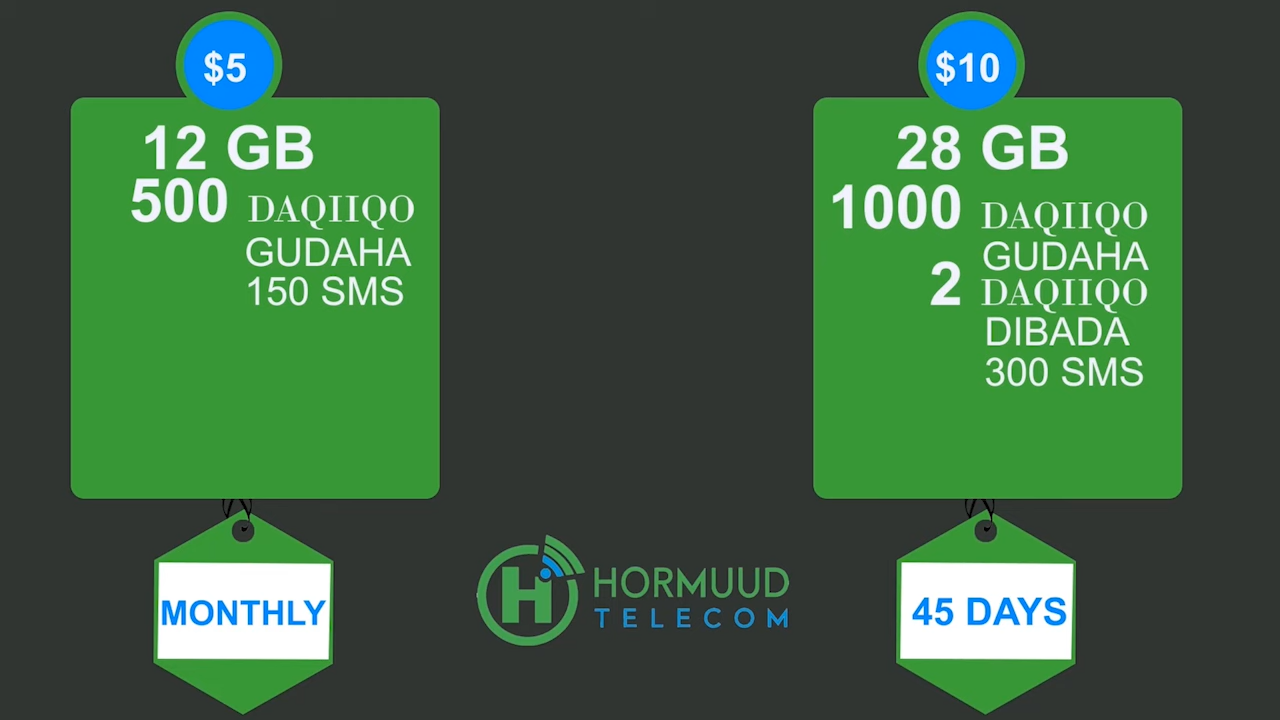 $5
12 GB
500 DAQIIQO
GUDAHA
150 SMS
MONTHLY
$10
28 GB
1000 DAQIIQO
GUDAHA
2 DAQIIQO
DIBADA
300 SMS
45 DAYS
HORMUUD
TELECOM